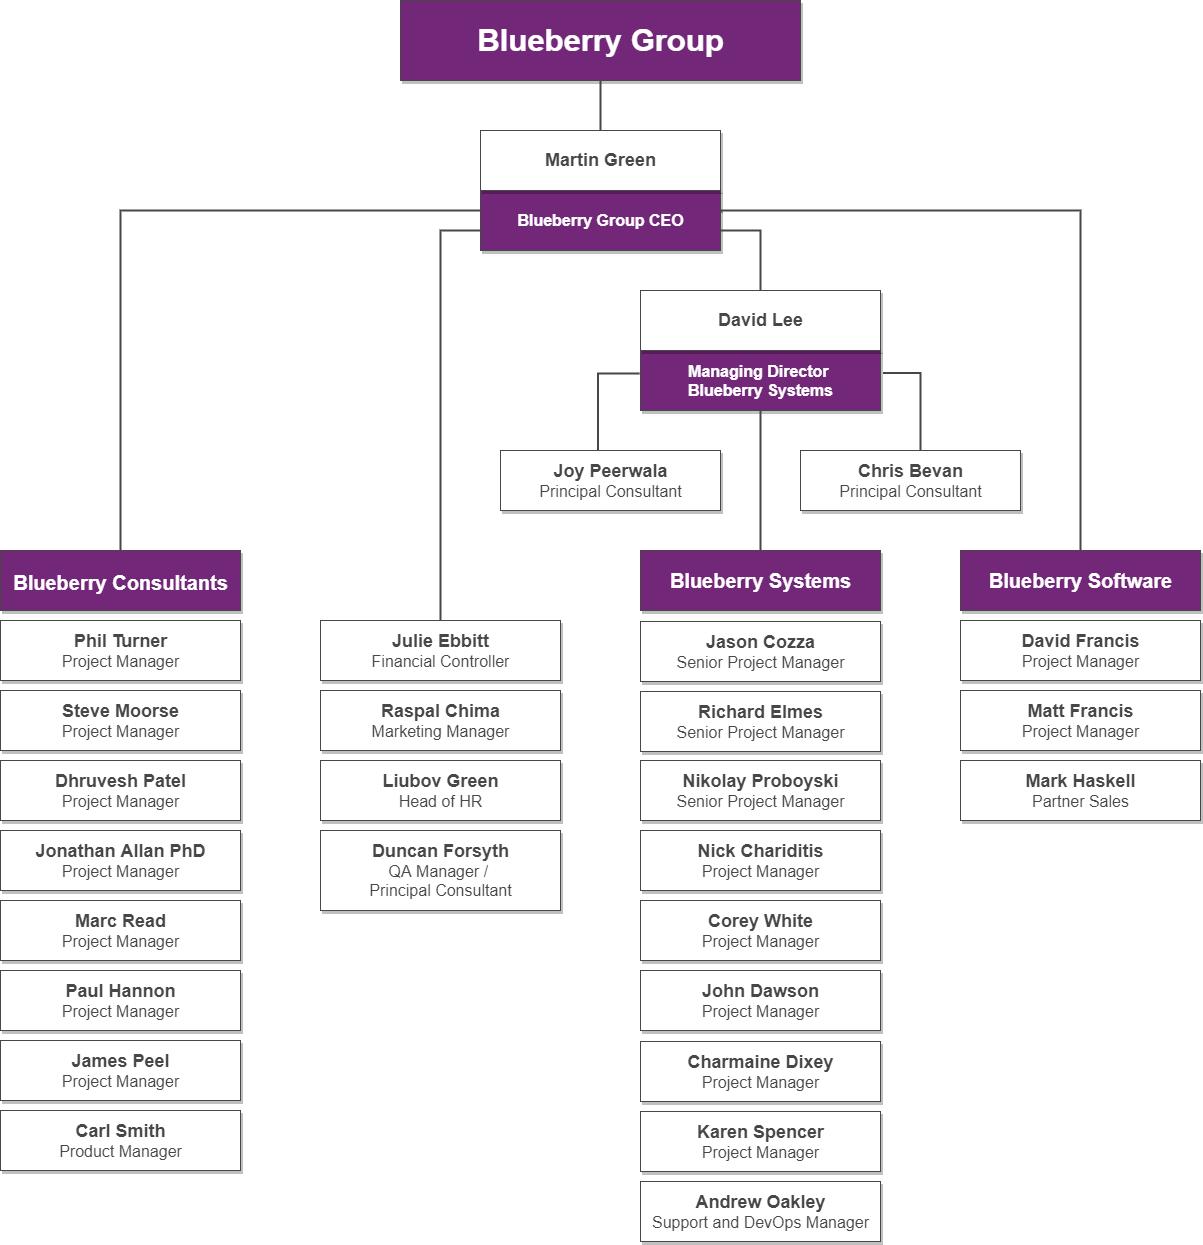 Blueberry Group
Martin Green
Blueberry Group CEO
David Lee
Managing Director
Blueberry Systems
Joy Peerwala
Principal Consultant
Chris Bevan
Principal Consultant
Blueberry Consultants
Phil Turner
Project Manager
Steve Moorse
Project Manager
Dhruvesh Patel
Project Manager
Jonathan Allan PhD
Project Manager
Marc Read
Project Manager
Paul Hannon
Project Manager
James Peel
Project Manager
Carl Smith
Product Manager
Julie Ebbitt
Financial Controller
Raspal Chima
Marketing Manager
Liubov Green
Head of HR
Duncan Forsyth
QA Manager /
Principal Consultant
Blueberry Systems
Jason Cozza
Senior Project Manager
Richard Elmes
Senior Project Manager
Nikolay Proboyski
Senior Project Manager
Nick Chariditis
Project Manager
Corey White
Project Manager
John Dawson
Project Manager
Charmaine Dixey
Project Manager
Karen Spencer
Project Manager
Andrew Oakley
Support and DevOps Manager
Blueberry Software
David Francis
Project Manager
Matt Francis
Project Manager
Mark Haskell
Partner Sales